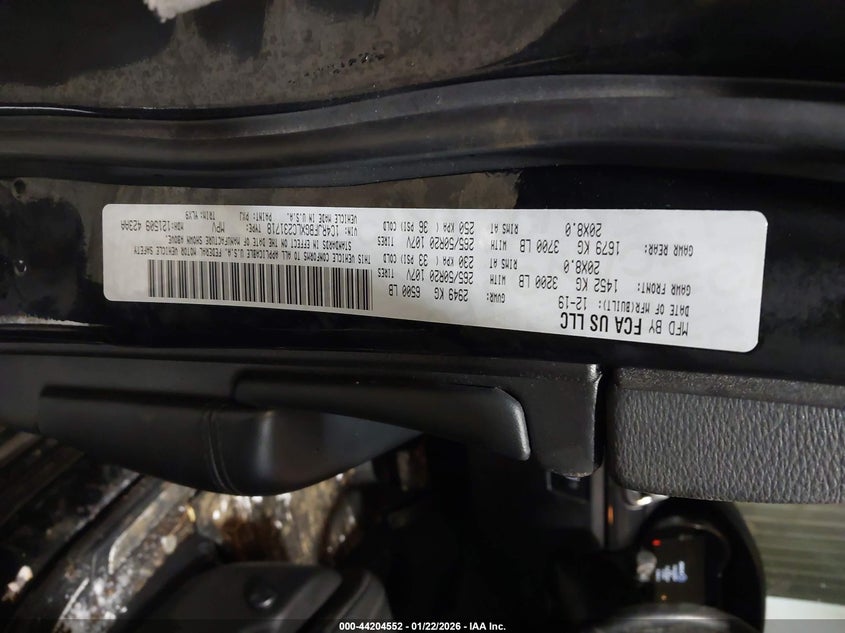 MFD BY FCA US LLC
DATE OF MFR(BUILT): 12-19 GVWR: 2949 KG 6500 LB
GAWR FRONT: 1452 KG 3200 LB WITH 265/50R20 107V TIRES
20X8.0 RIMS AT 230 KPA( 33 PSI) COLD
GAWR REAR: 1679 KG 3700 LB WITH 265/50R20 107V TIRES
20X8.0 RIMS AT 250 KPA( 36 PSI) COLD
THIS VEHICLE CONFORMS TO ALL APPLICABLE FEDERAL MOTOR VEHICLE SAFETY
STANDARDS IN EFFECT ON THE DATE OF MANUFACTURE SHOWN ABOVE
VIN: 1C4RJFBGXLC231718 TYPE: MPV MDH:121509 423AA
VEHICLE MADE IN U.S.A. PAINT: PXJ TRIM: VLX9
000-44204552 - 01/22/2026 - IAA Inc.